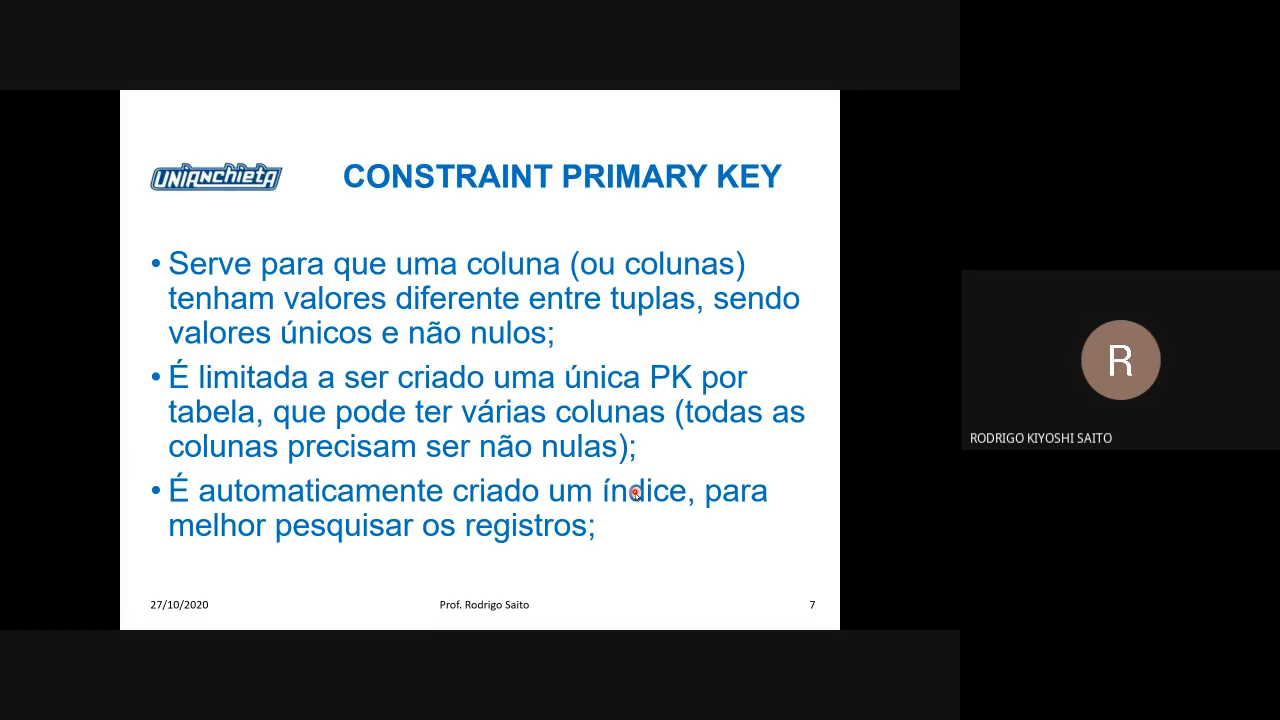 UNIANCHIETA
CONSTRAINT PRIMARY KEY
• Serve para que uma coluna (ou colunas)
tenham valores diferente entre tuplas, sendo
valores únicos e não nulos;
• É limitada a ser criado uma única PK por
tabela, que pode ter várias colunas (todas as
colunas precisam ser não nulas);
• É automaticamente criado um índice, para
melhor pesquisar os registros;
27/10/2020
Prof. Rodrigo Saito
7
R
RODRIGO KIYOSHI SAITO